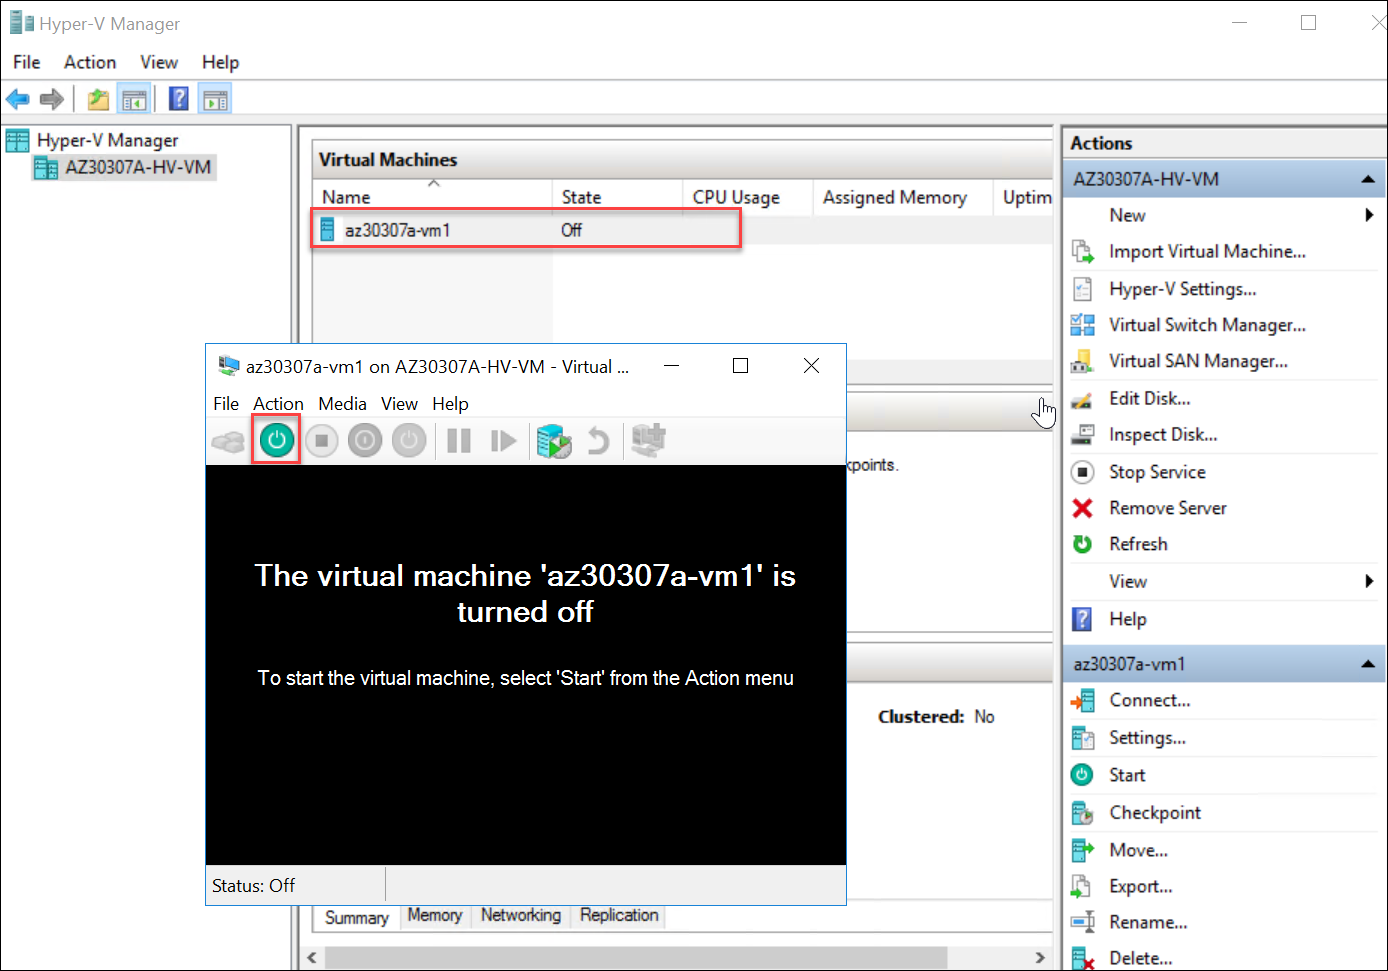 Hyper-V Manager
File Action View Help
Hyper-V Manager
AZ30307A-HV-VM
Virtual Machines
Name State CPU Usage Assigned Memory Uptim
az30307a-vm1 Off
az30307a-vm1 on AZ30307A-HV-VM - Virtual ...
File Action Media View Help
kpoints.
The virtual machine 'az30307a-vm1' is
turned off
To start the virtual machine, select 'Start' from the Action menu
Clustered: No
Status: Off
Summary Memory Networking Replication
Actions
AZ30307A-HV-VM
New
Import Virtual Machine...
Hyper-V Settings...
Virtual Switch Manager...
Virtual SAN Manager...
Edit Disk...
Inspect Disk...
Stop Service
Remove Server
Refresh
View
Help
az30307a-vm1
Connect...
Settings...
Start
Checkpoint
Move...
Export...
Rename...
Delete...